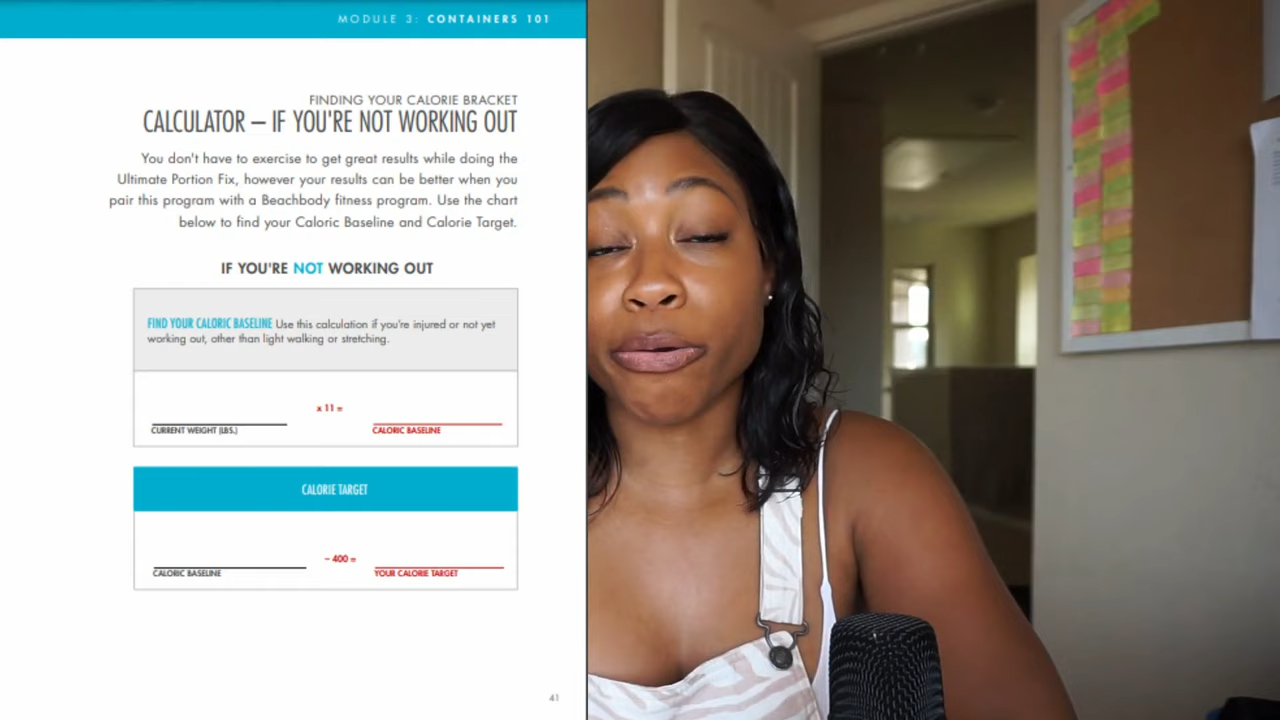 MODULE 3: CONTAINERS 101
FINDING YOUR CALORIE BRACKET
CALCULATOR – IF YOU'RE NOT WORKING OUT
You don't have to exercise to get great results while doing the
Ultimate Portion Fix, however your results can be better when you
pair this program with a Beachbody fitness program. Use the chart
below to find your Caloric Baseline and Calorie Target.
IF YOU'RE NOT WORKING OUT
FIND YOUR CALORIC BASELINE Use this calculation if you're injured or not yet
working out, other than light walking or stretching.
x 11 =
CURRENT WEIGHT (LBS.) CALORIC BASELINE
CALORIE TARGET
– 400 =
CALORIC BASELINE YOUR CALORIE TARGET
41